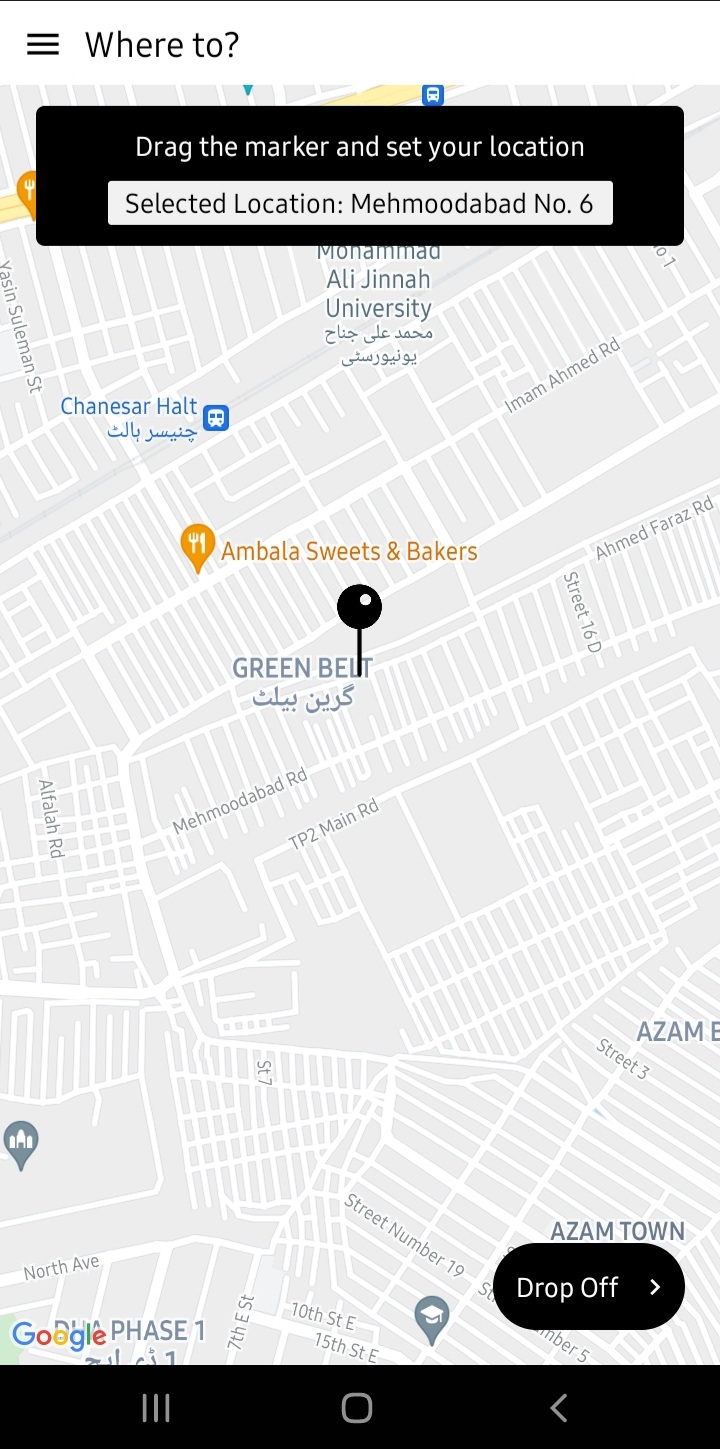 Where to?
Drag the marker and set your location
Selected Location: Mehmoodabad No. 6
Mohammad
Ali Jinnah
University
محمد علی جناح
یونیورسٹی
Yasin Suleman St
Imam Ahmed Rd
Chanesar Halt
چنیسر ہالٹ
Ahmed Faraz Rd
Ambala Sweets & Bakers
Street 16 D
GREEN BELT
گرین بیلٹ
Mehmoodabad Rd
Alfalah Rd
TP2 Main Rd
AZAM B
Street 3
St 7
Street Number 19
AZAM TOWN
North Ave
Drop Off
7th E St
10th St E
15th St E
Google
PHASE 1